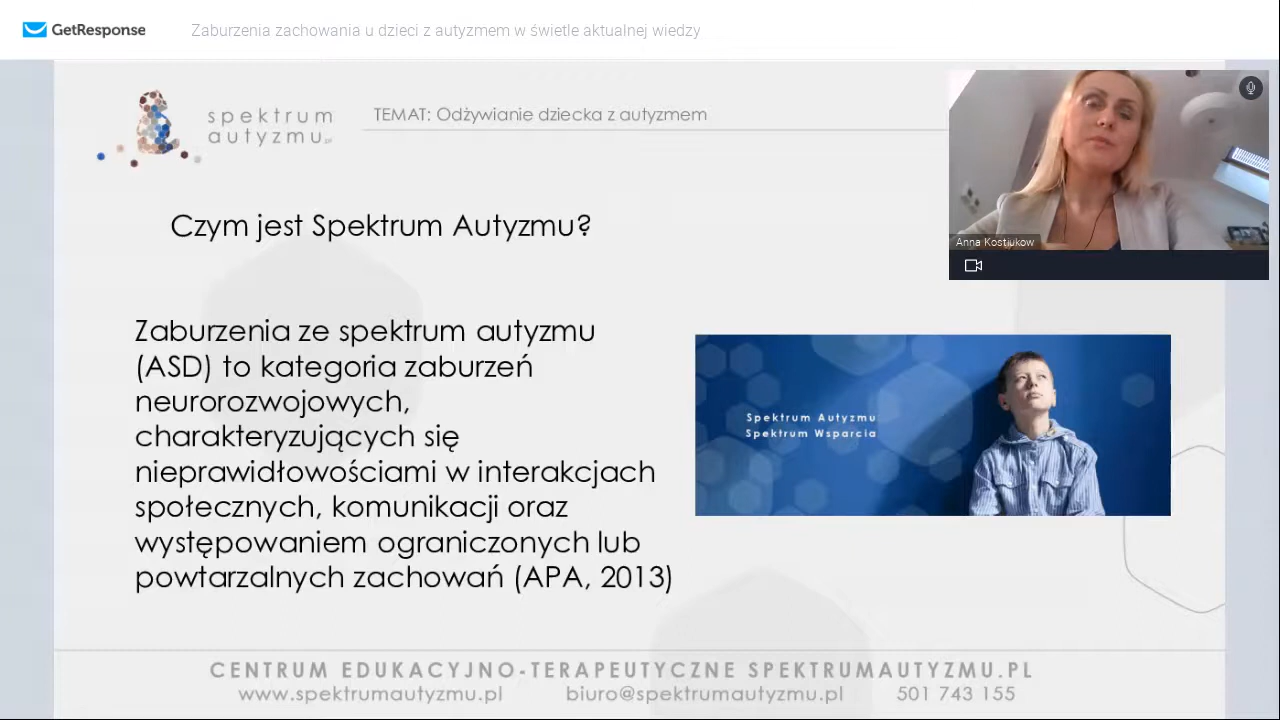 GetResponse
Zaburzenia zachowania u dzieci z autyzmem w świetle aktualnej wiedzy
spektrum
autyzmu.pl
TEMAT: Odżywianie dziecka z autyzmem
Anna Kostiukow
Czym jest Spektrum Autyzmu?
Zaburzenia ze spektrum autyzmu
(ASD) to kategoria zaburzeń
neurorozwojowych,
charakteryzujących się
nieprawidłowościami w interakcjach
społecznych, komunikacji oraz
występowaniem ograniczonych lub
powtarzalnych zachowań (APA, 2013)
Spektrum Autyzmu
Spektrum Wsparcia
CENTRUM EDUKACYJNO-TERAPEUTYCZNE SPEKTRUMAUTYZMU.PL
www.spektrumautyzmu.pl biuro@spektrumautyzmu.pl 501 743 155